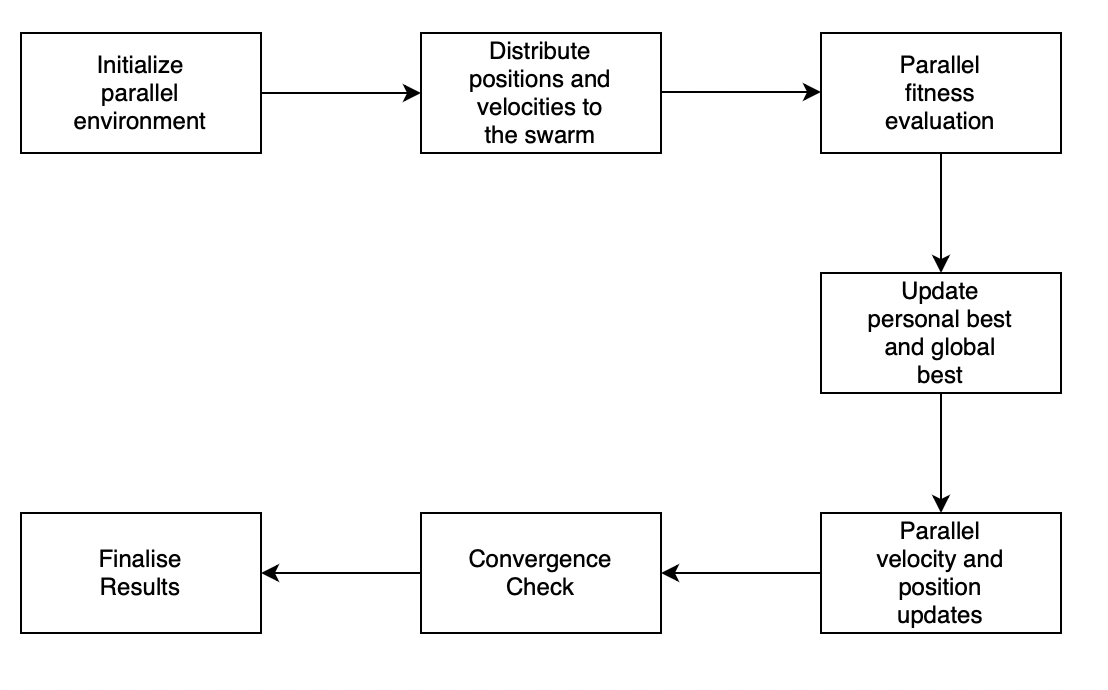 Initialize
parallel
environment
Distribute
positions and
velocities to
the swarm
Parallel
fitness
evaluation
Update
personal best
and global
best
Parallel
velocity and
position
updates
Convergence
Check
Finalise
Results